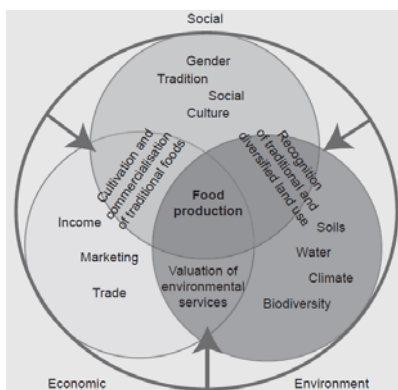 Social
Gender
Tradition
Social
Culture
Cultivation and
commercialisation
of traditional foods
Recognition
of traditional and
diversified land use
Food
production
Income
Marketing
Trade
Soils
Water
Climate
Biodiversity
Valuation of
environmental
services
Economic
Environment